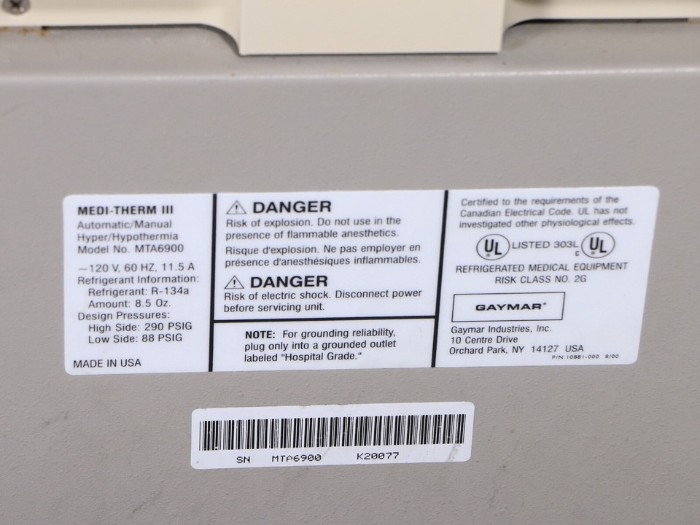 MEDI-THERM III
Automatic/Manual
Hyper/Hypothermia
Model No. MTA6900
~120 V, 60 HZ, 11.5 A
Refrigerant Information:
Refrigerant: R-134a
Amount: 8.5 Oz.
Design Pressures:
High Side: 290 PSIG
Low Side: 88 PSIG
MADE IN USA
DANGER
Risk of explosion. Do not use in the
presence of flammable anesthetics.
Risque d'explosion. Ne pas employer en
présence d'anesthésiques inflammables.
DANGER
Risk of electric shock. Disconnect power
before servicing unit.
NOTE: For grounding reliability,
plug only into a grounded outlet
labeled "Hospital Grade."
Certified to the requirements of the
Canadian Electrical Code. UL has not
investigated other physiological effects.
UL LISTED 303L c UL
REFRIGERATED MEDICAL EQUIPMENT
RISK CLASS NO. 2G
GAYMAR®
Gaymar Industries, Inc.
10 Centre Drive
Orchard Park, NY 14127 USA
P/N 10861-000 8/00
SN MTA6900 K20077